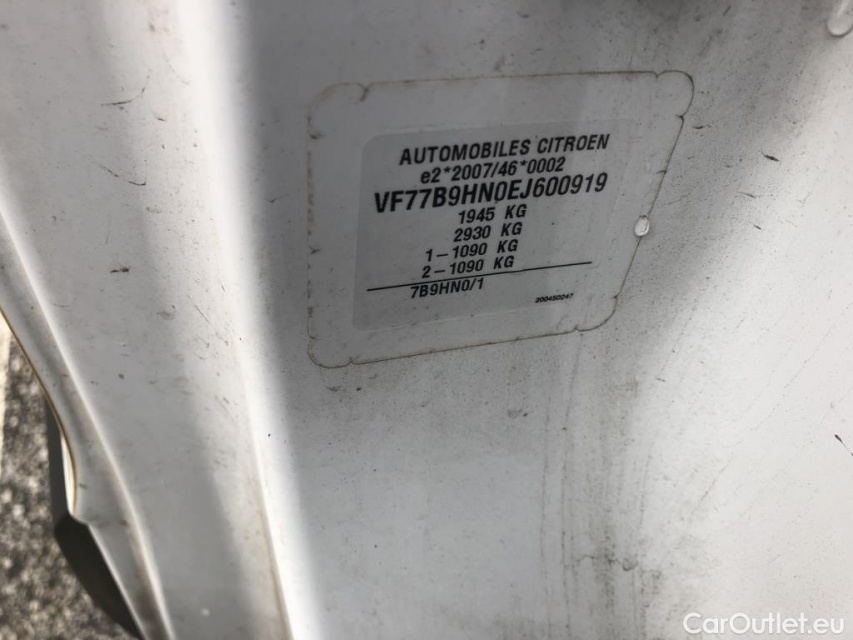 AUTOMOBILES CITROEN
e2*2007/46*0002
VF77B9HN0EJ600919
1945 KG
2930 KG
1-1090 KG
2-1090 KG
7B9HN0/1
200450247
CarOutlet.eu